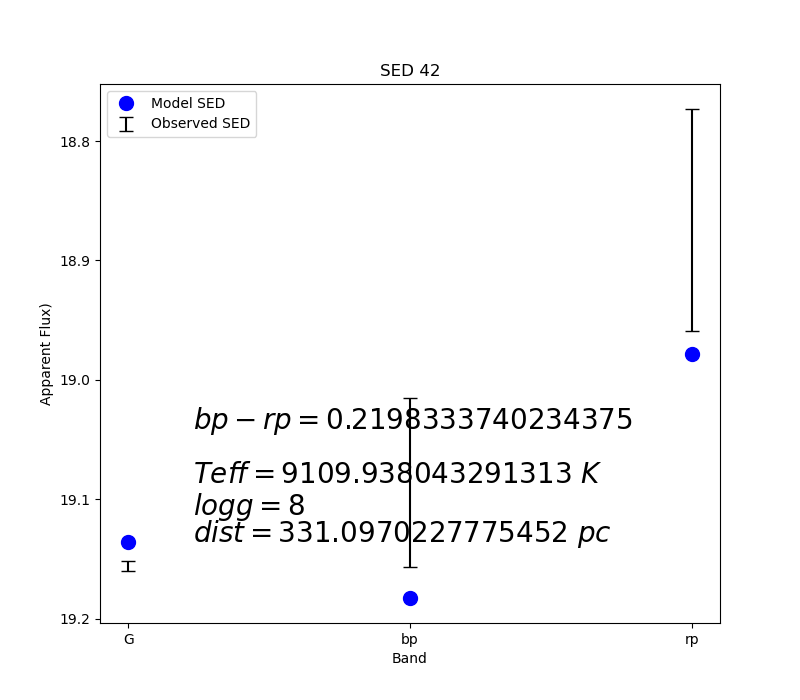 SED 42
Model SED
Observed SED
18.8
18.9
19.0
19.1
19.2
Apparent Flux)
bp − rp = 0.2198333740234375
Teff = 9109.938043291313 K
logg = 8
dist = 331.0970227775452 pc
G bp rp
Band